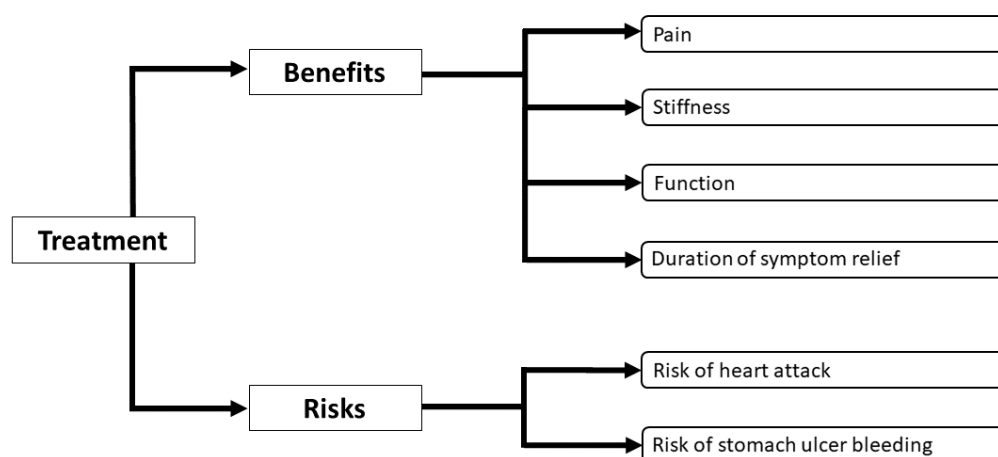 Pain
Benefits
Stiffness
Function
Treatment
Duration of symptom relief
Risk of heart attack
Risks
Risk of stomach ulcer bleeding